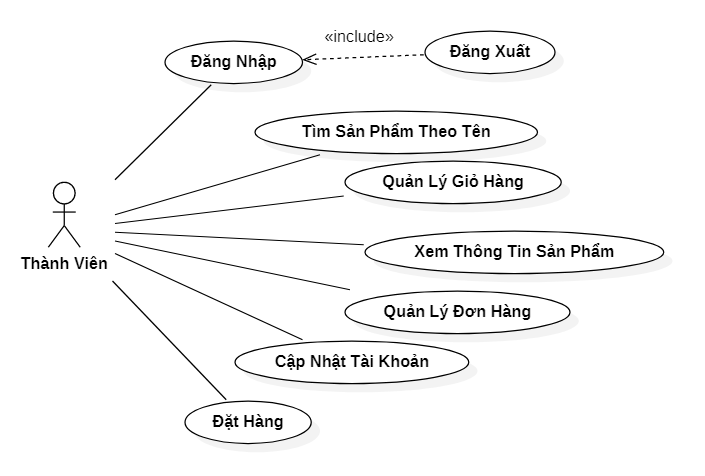 «include»
Đăng Nhập
Đăng Xuất
Tìm Sản Phẩm Theo Tên
Quản Lý Giỏ Hàng
Xem Thông Tin Sản Phẩm
Thành Viên
Quản Lý Đơn Hàng
Cập Nhật Tài Khoản
Đặt Hàng